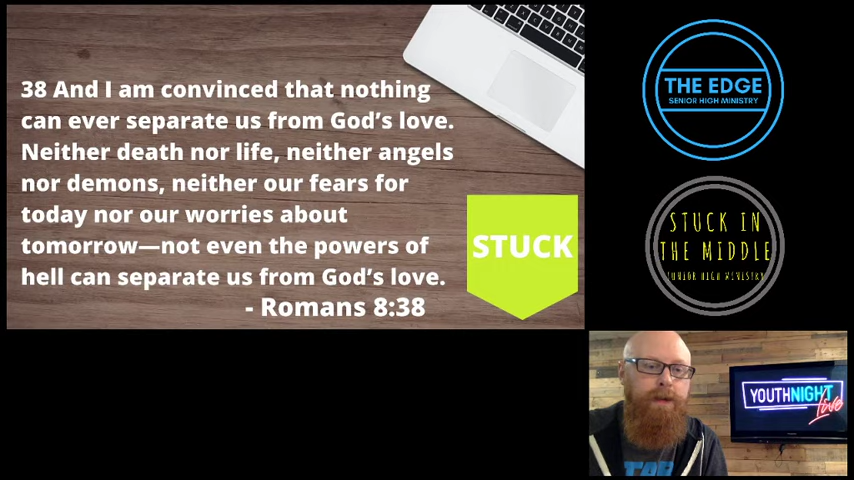 38 And I am convinced that nothing
can ever separate us from God's love.
Neither death nor life, neither angels
nor demons, neither our fears for
today nor our worries about
tomorrow—not even the powers of
hell can separate us from God's love.
- Romans 8:38
STUCK
THE EDGE
SENIOR HIGH MINISTRY
STUCK IN
THE MIDDLE
JUNIOR HIGH MINISTRY
YOUTHNIGHT
Live